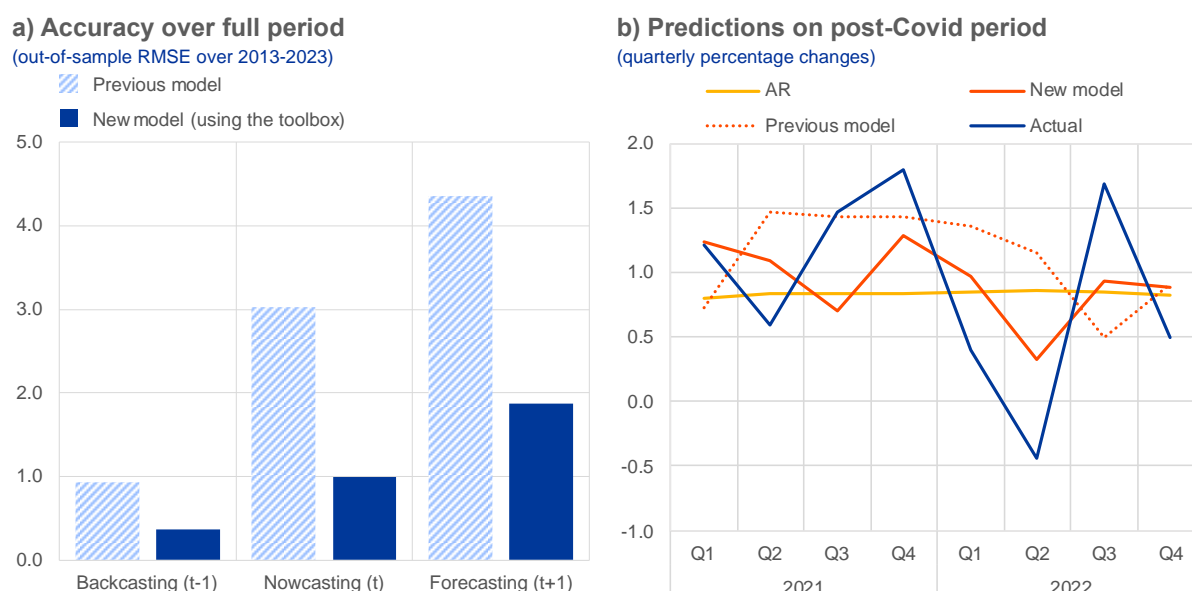 a) Accuracy over full period
(out-of-sample RMSE over 2013-2023)
Previous model
New model (using the toolbox)
5.0
4.0
3.0
2.0
1.0
0.0
Backcasting (t-1) Nowcasting (t) Forecasting (t+1)
b) Predictions on post-Covid period
(quarterly percentage changes)
AR New model
Previous model Actual
2.0
1.5
1.0
0.5
0.0
-0.5
-1.0
Q1 Q2 Q3 Q4 Q1 Q2 Q3 Q4
2021 2022